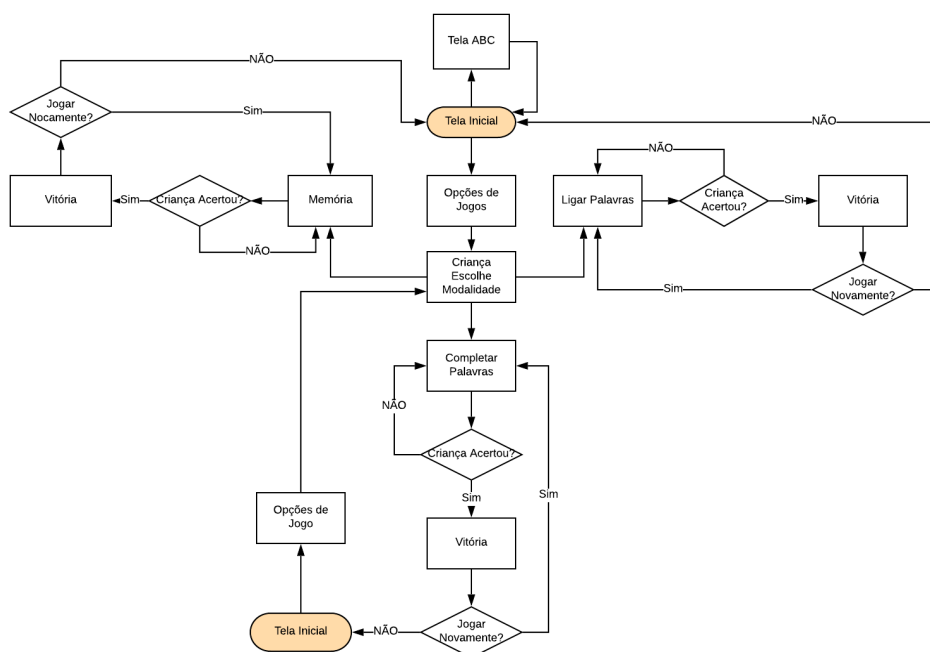 Tela ABC
NÃO
Jogar
Nocamente?
Sim
Tela Inicial
NÃO
NÃO
Vitória
Sim
Criança Acertou?
Memória
Opções de
Jogos
Ligar Palavras
Criança
Acertou?
Sim
Vitória
NÃO
Criança
Escolhe
Modalidade
Sim
Jogar
Novamente?
Completar
Palavras
NÃO
Criança Acertou?
Sim
Sim
Opções de
Jogo
Vitória
Tela Inicial
NÃO
Jogar
Novamente?